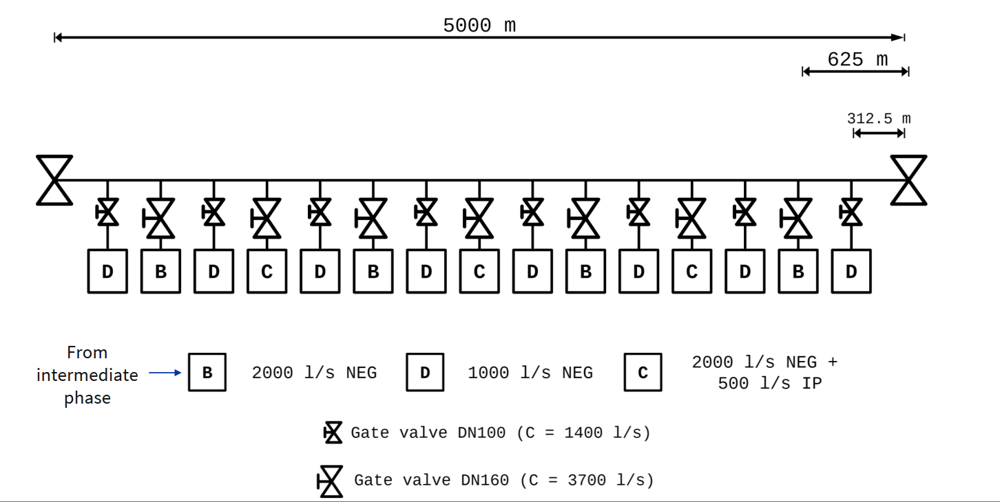 5000 m
625 m
312.5 m
D B D C D B D C D B D C D B D
From
intermediate
phase
B 2000 l/s NEG D 1000 l/s NEG C 2000 l/s NEG +
500 l/s IP
Gate valve DN100 (C = 1400 l/s)
Gate valve DN160 (C = 3700 l/s)